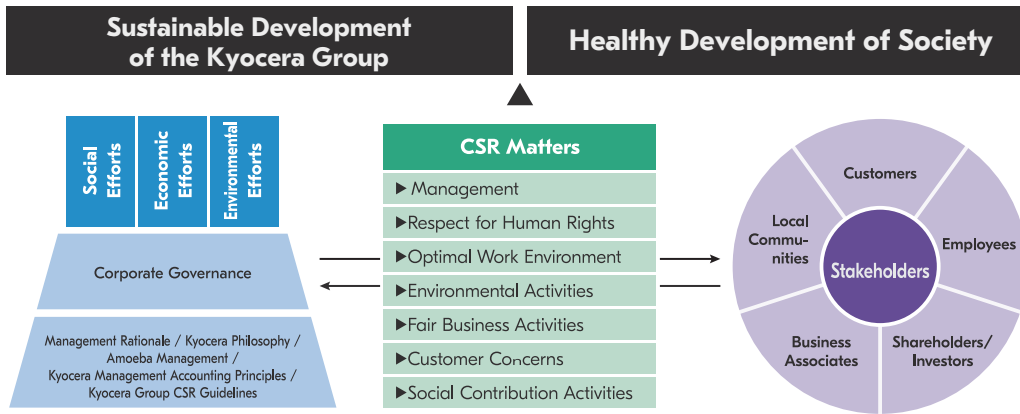 Sustainable Development
of the Kyocera Group
Healthy Development of Society
Social
Efforts
Economic
Efforts
Environmental
Efforts
Corporate Governance
Management Rationale / Kyocera Philosophy
/ Amoeba Management /
Kyocera Management Accounting Principles /
Kyocera Group CSR Guidelines
CSR Matters
▶Management
▶Respect for Human Rights
▶Optimal Work Environment
▶Environmental Activities
▶Fair Business Activities
▶Customer Concerns
▶Social Contribution Activities
Customers
Local
Commu-
nities
Employees
Stakeholders
Business
Associates
Shareholders/
Investors